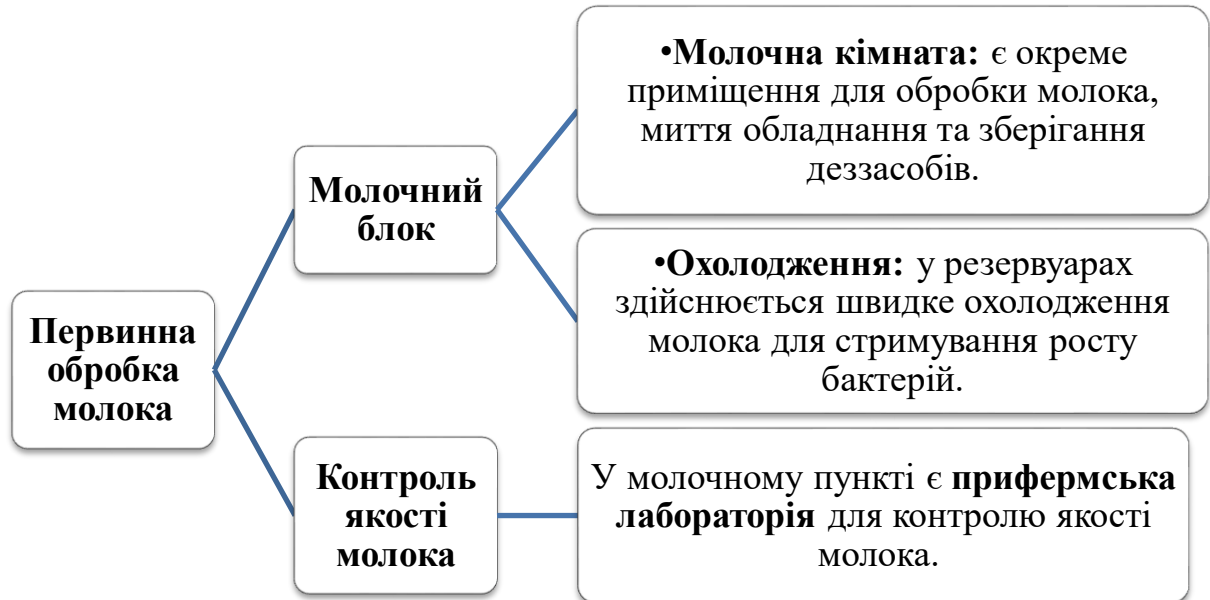 Первинна
обробка
молока
Молочний
блок
•Молочна кімната: є окреме
приміщення для обробки молока,
миття обладнання та зберігання
деззасобів.
•Охолодження: у резервуарах
здійснюється швидке охолодження
молока для стримування росту
бактерій.
Контроль
якості
молока
У молочному пункті є прифермська
лабораторія для контролю якості
молока.